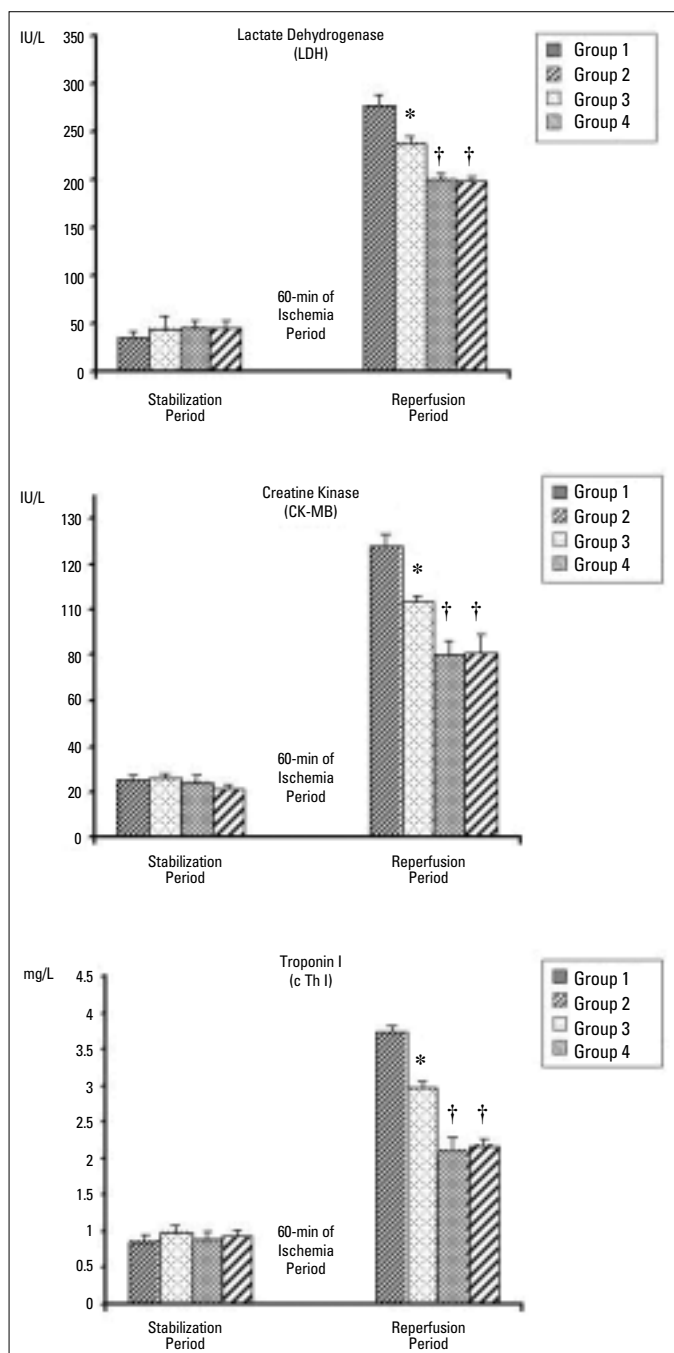 IU/L
Lactate Dehydrogenase
(LDH)
350
300
250
200
150
100
50
0
*
†
†
60-min of
Ischemia
Period
Stabilization
Period
Reperfusion
Period
Group 1
Group 2
Group 3
Group 4
IU/L
Creatine Kinase
(CK-MB)
130
120
110
80
60
40
20
0
*
†
†
60-min of
Ischemia
Period
Stabilization
Period
Reperfusion
Period
Group 1
Group 2
Group 3
Group 4
mg/L
Troponin I
(c Th I)
4.5
4
3.5
3
2.5
2
1.5
1
0.5
0
*
†
†
60-min of
Ischemia
Period
Stabilization
Period
Reperfusion
Period
Group 1
Group 2
Group 3
Group 4